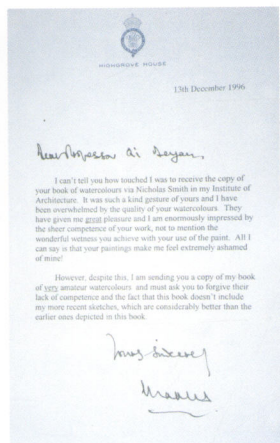 HIGHGROVE HOUSE
13th December 1996
Dear Professor
I can't tell you how touched I was to receive the copy of
your book of watercolours via Nicholas Smith in my Institute of
Architecture. It was such a kind gesture of yours and I have
been overwhelmed by the quality of your watercolours. They
have given me great pleasure and I am enormously impressed by
the sheer competence of your work, not to mention the
wonderful wetness you achieve with your use of the paint. All I
can say is that your paintings make me feel extremely ashamed
of mine!
However, despite this, I am sending you a copy of my book
of very amateur watercolours and must ask you to forgive their
lack of competence and the fact that this book doesn't include
my more recent sketches, which are considerably better than the
earlier ones depicted in this book
Yours sincerely